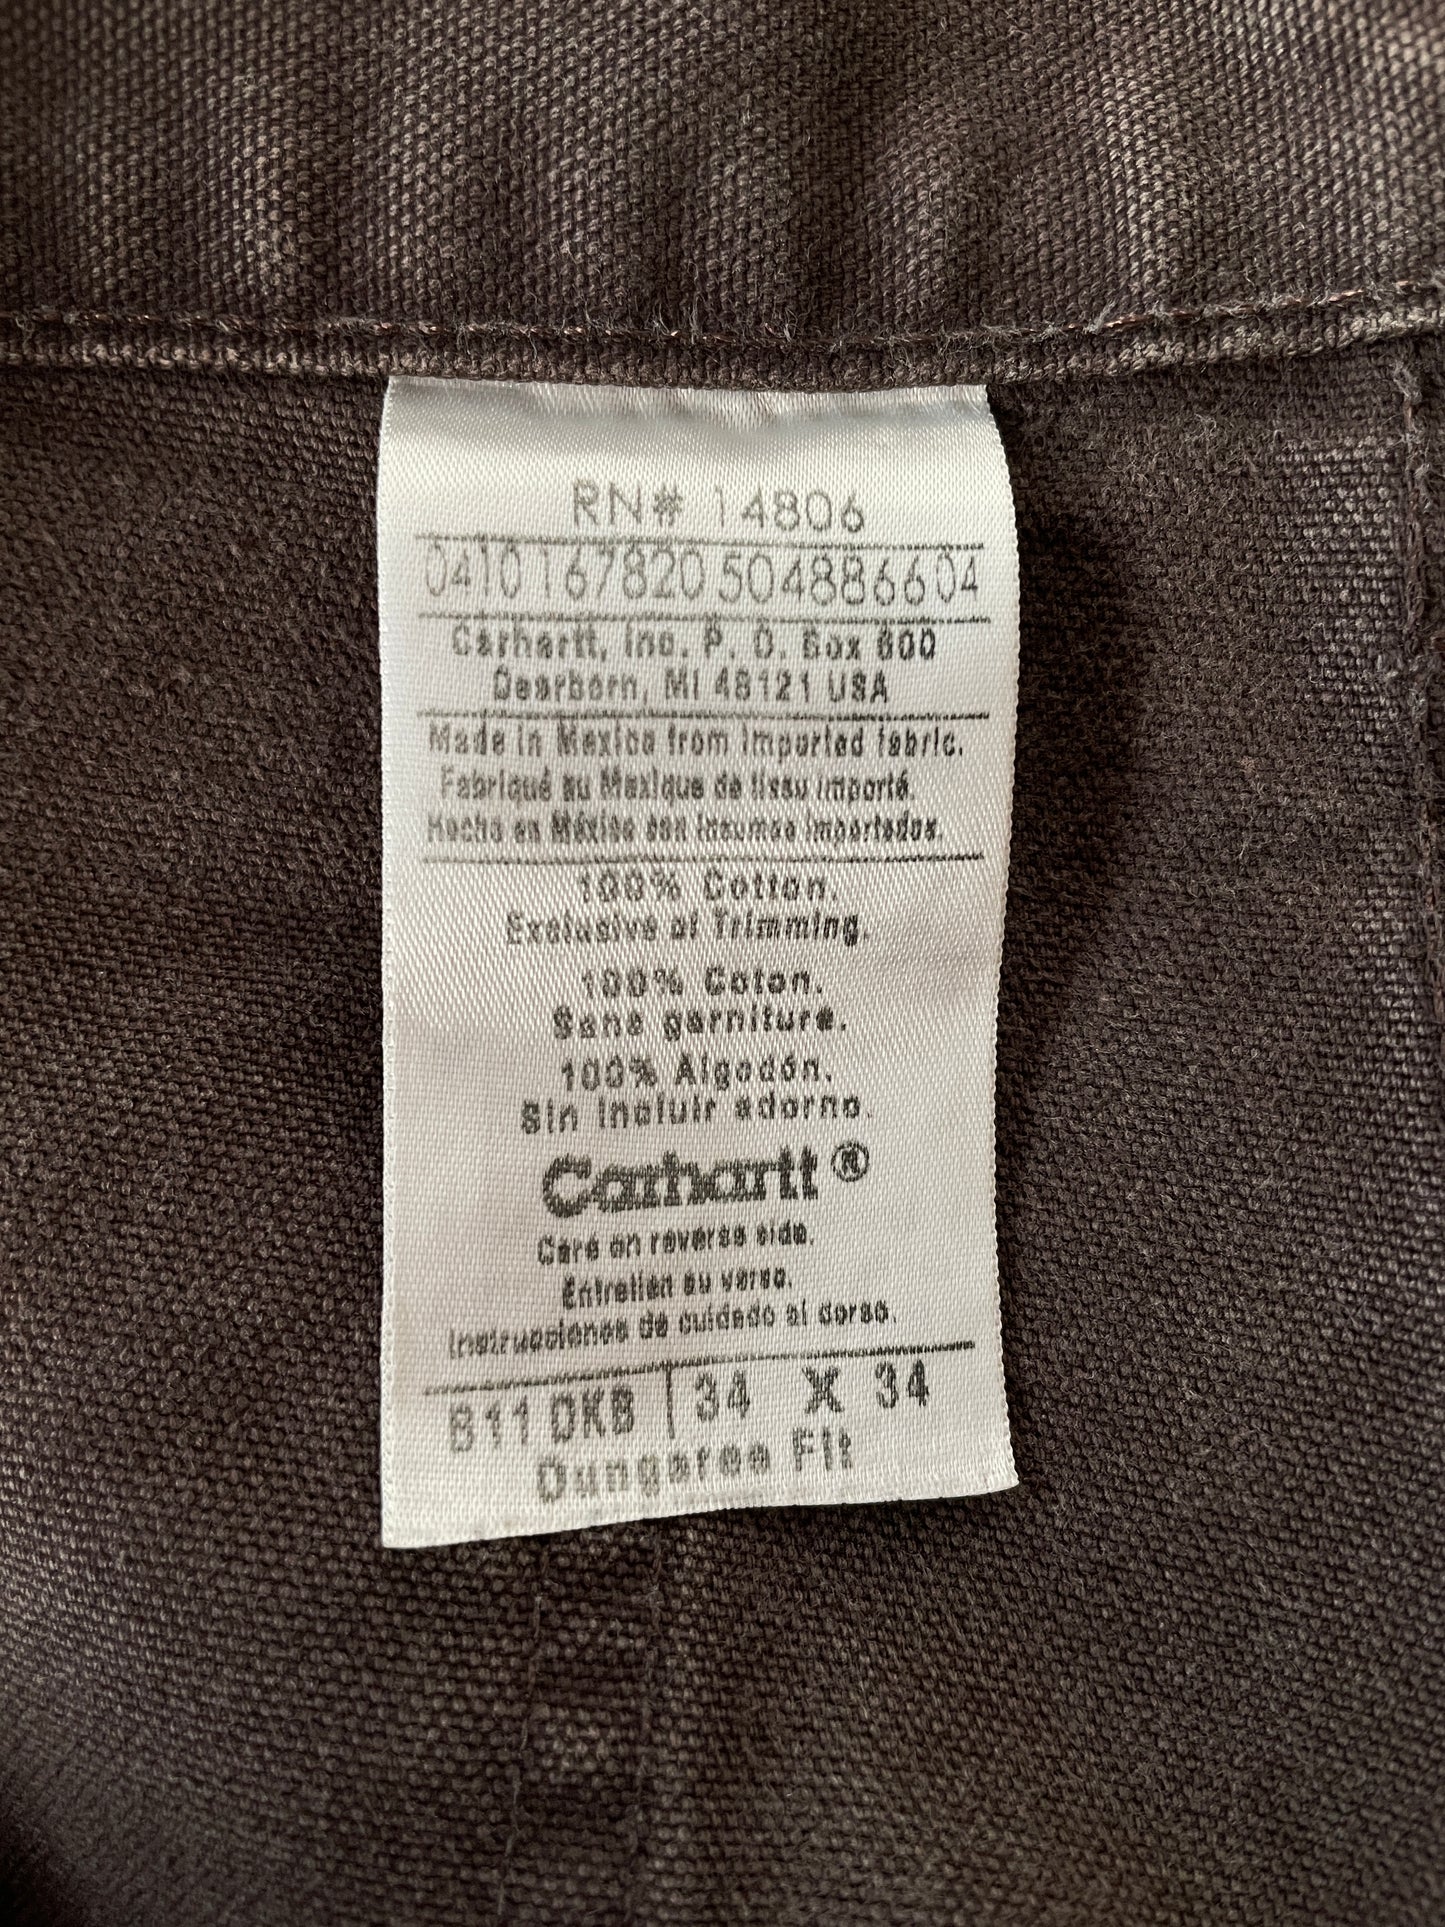 RN# 14806
0410167820504886604
Carhartt, Inc. P. O. Box 600
Dearborn, MI 48121 USA
Made in Mexico from imported fabric.
Fabriqué au Mexique de tissu importé.
Hecho en México con insumos importados.
100% Cotton.
Exclusive of Trimming.
100% Coton.
Sans garniture.
100% Algodón.
Sin incluir adorno.
Carhartt®
Care on reverse side.
Entretien au verso.
Instrucciones de cuidado al dorso.
B11 DKB | 34 X 34
Dungaree Fit